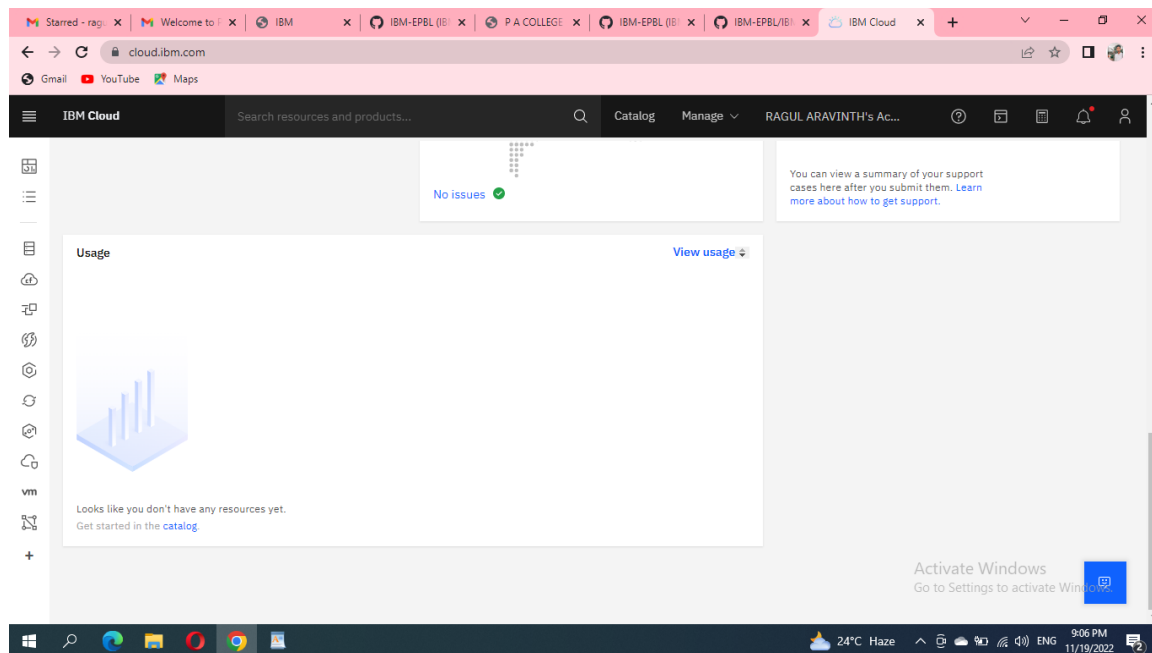 Starred - ragu
Welcome to F
IBM
IBM-EPBL (IB
P A COLLEGE
IBM-EPBL (IB
IBM-EPBL/IB
IBM Cloud
cloud.ibm.com
Gmail YouTube Maps
IBM Cloud Search resources and products... Catalog Manage RAGUL ARAVINTH's Ac...
You can view a summary of your support
cases here after you submit them. Learn
more about how to get support.
No issues
Usage View usage
vm
Looks like you don't have any resources yet.
Get started in the catalog.
Activate Windows
Go to Settings to activate Windows.
24°C Haze ENG 9:06 PM
11/19/2022
2